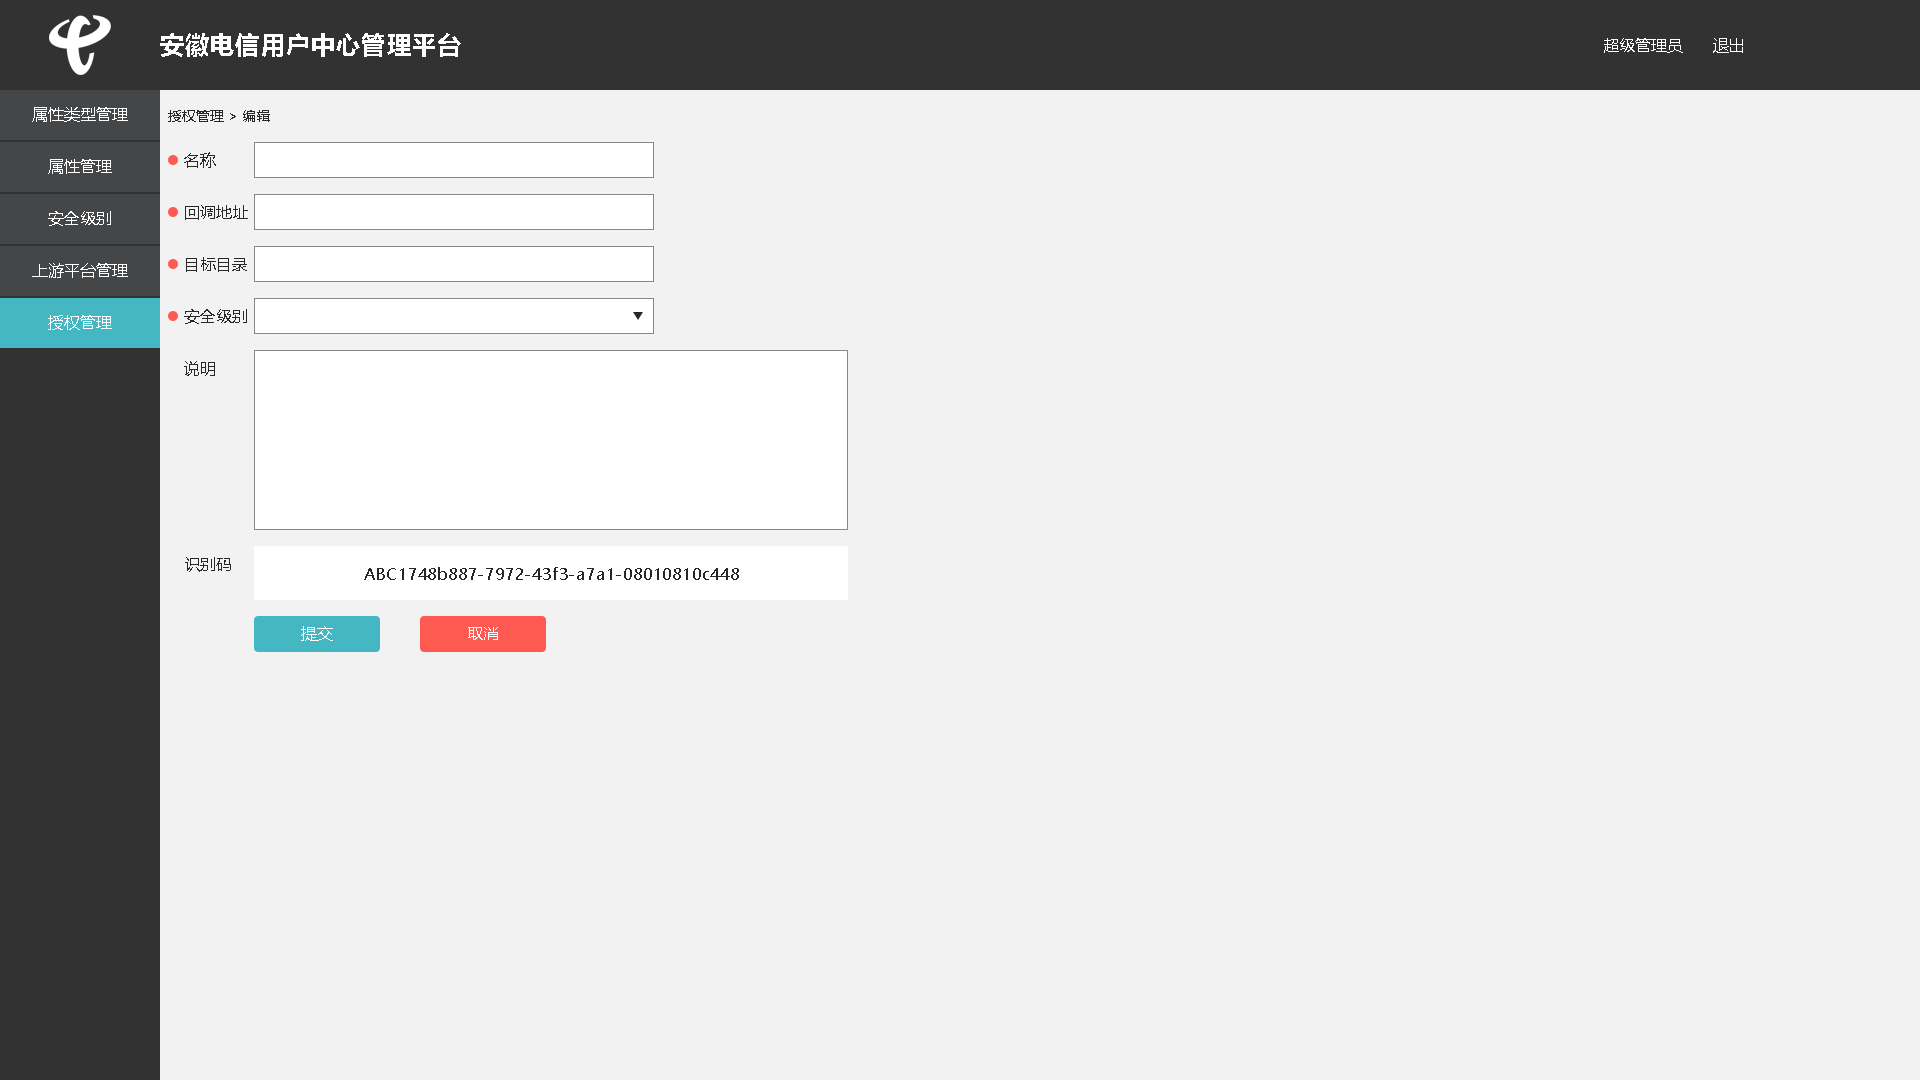 安徽电信用户中心管理平台
超级管理员 退出
属性类型管理
属性管理
安全级别
上游平台管理
授权管理
授权管理 > 编辑
名称
回调地址
目标目录
安全级别
说明
识别码
ABC1748b887-7972-43f3-a7a1-08010810c448
提交 取消